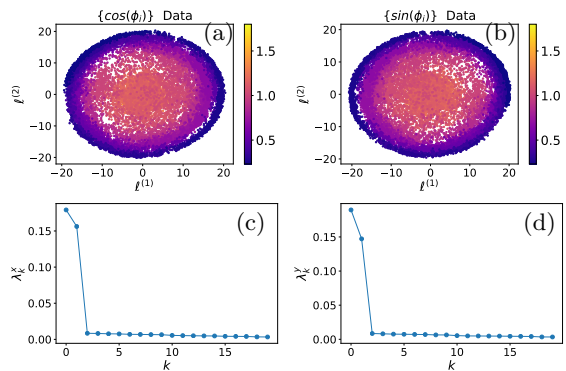 {cos(ϕᵢ)} Data
(a)
20
10
0
−10
−20
ℓ⁽²⁾
−20 −10 0 10 20
ℓ⁽¹⁾
1.5
1.0
0.5
{sin(ϕᵢ)} Data
(b)
20
10
0
−10
−20
ℓ⁽²⁾
−20 −10 0 10 20
ℓ⁽¹⁾
1.5
1.0
0.5
(c)
0.15
0.10
0.05
0.00
λₖˣ
0 5 10 15
k
(d)
0.15
0.10
0.05
0.00
λₖʸ
0 5 10 15
k